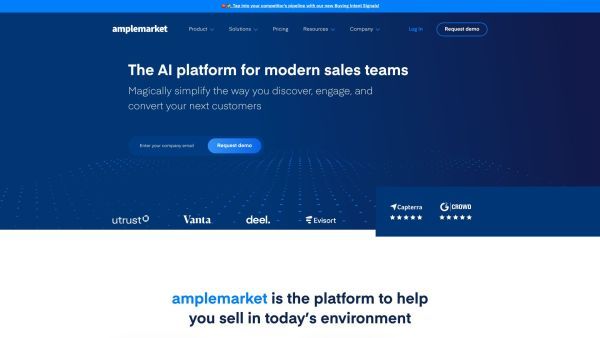 Tap into your competitor's pipeline with our new Buying Intent Signals!
amplemarket Product Solutions Pricing Resources Company Log in Request demo
The AI platform for modern sales teams
Magically simplify the way you discover, engage, and
convert your next customers
Enter your company email Request demo
utrust Vanta deel. Evisort
Capterra G2 CROWD
amplemarket is the platform to help
you sell in today's environment